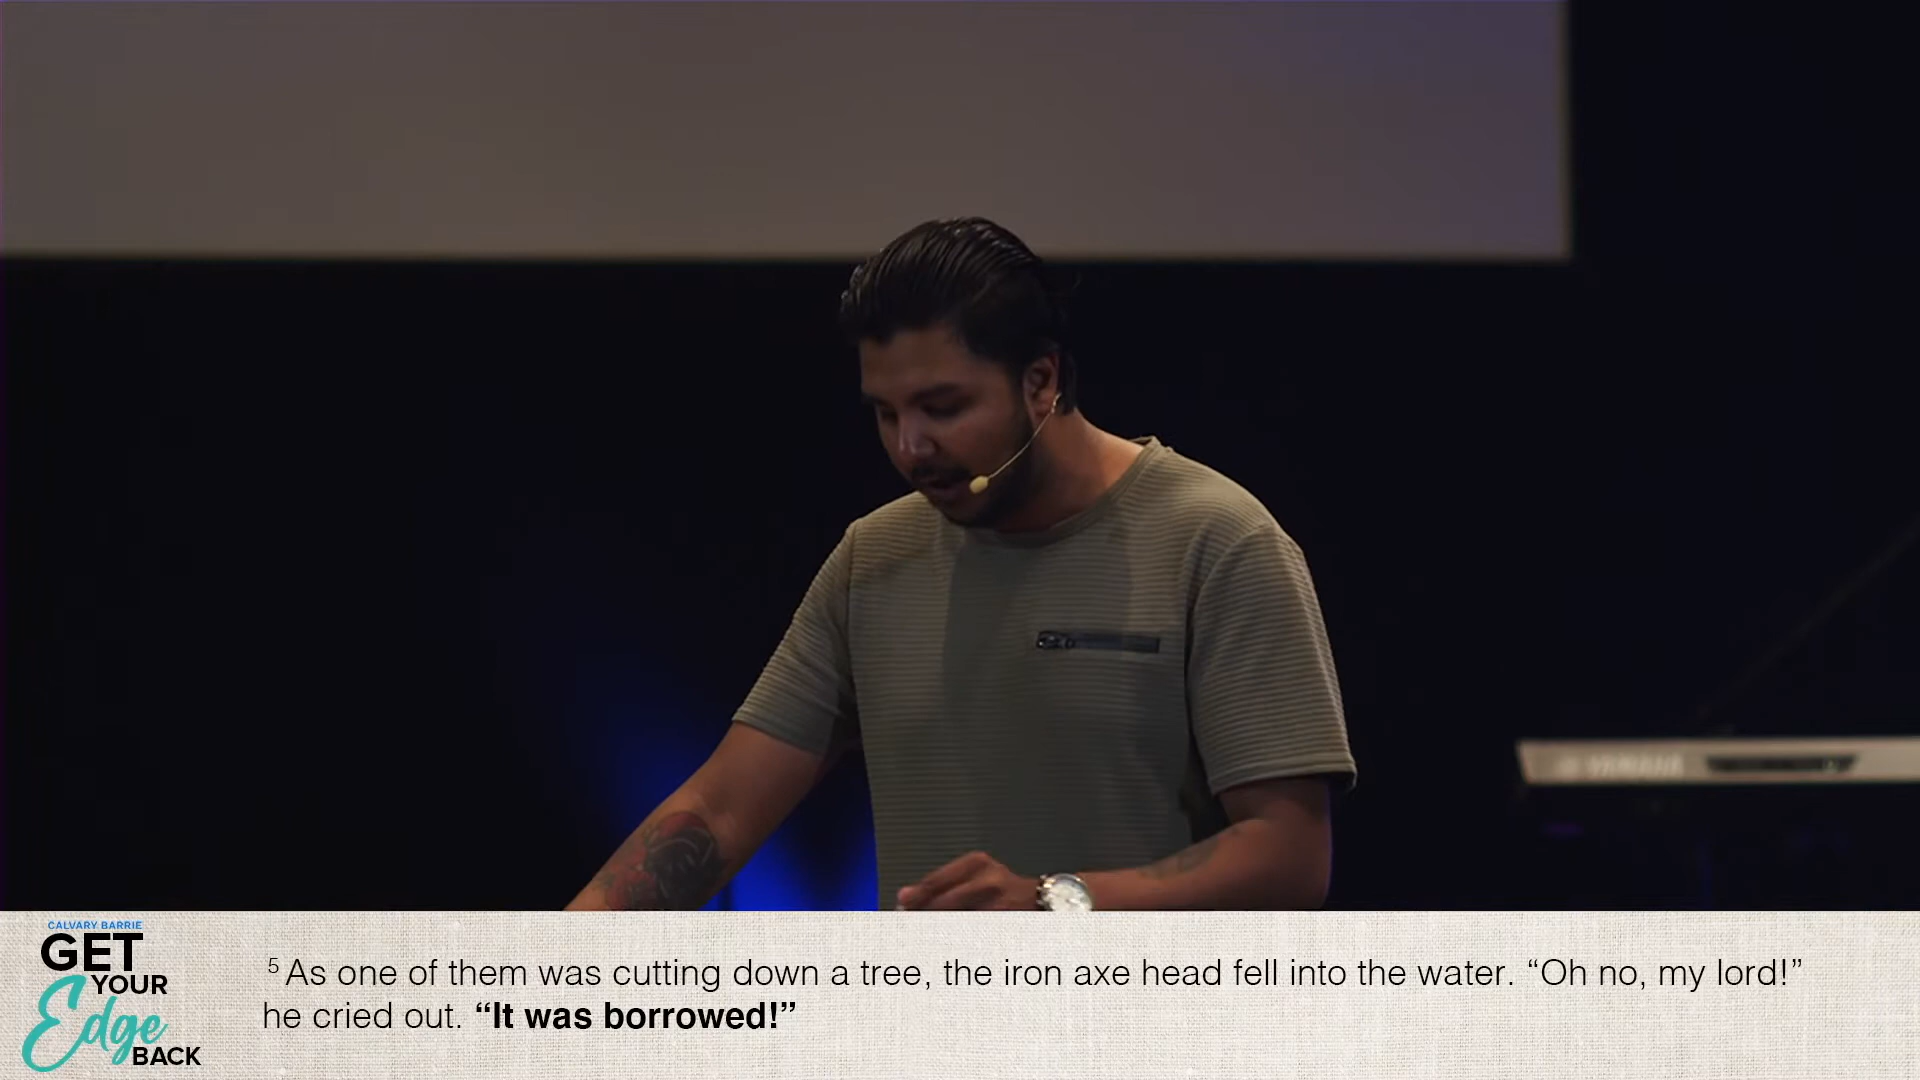 YAMAHA
CALVARY BARRIE
GET
YOUR
Edge
BACK
5 As one of them was cutting down a tree, the iron axe head fell into the water. “Oh no, my lord!”
he cried out. “It was borrowed!”